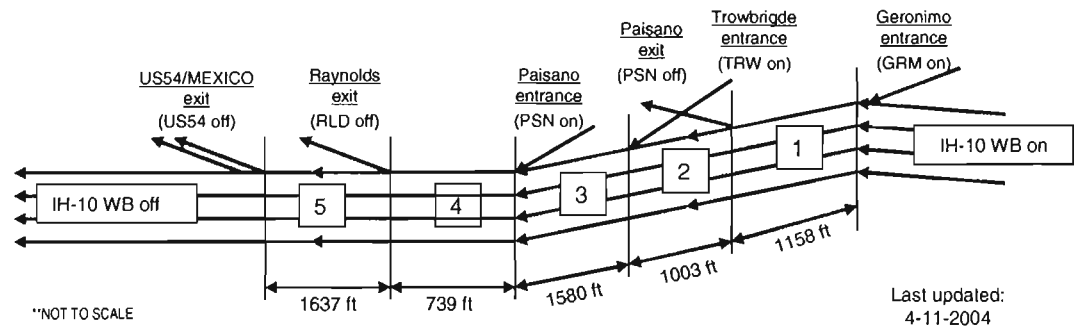 Trowbrigde
entrance
(TRW on)
Geronimo
entrance
(GRM on)
Paisano
exit
(PSN off)
US54/MEXICO
exit
(US54 off)
Raynolds
exit
(RLD off)
Paisano
entrance
(PSN on)
IH-10 WB on
1
2
3
IH-10 WB off
5
4
1158 ft
1003 ft
1580 ft
1637 ft
739 ft
**NOT TO SCALE
Last updated:
4-11-2004